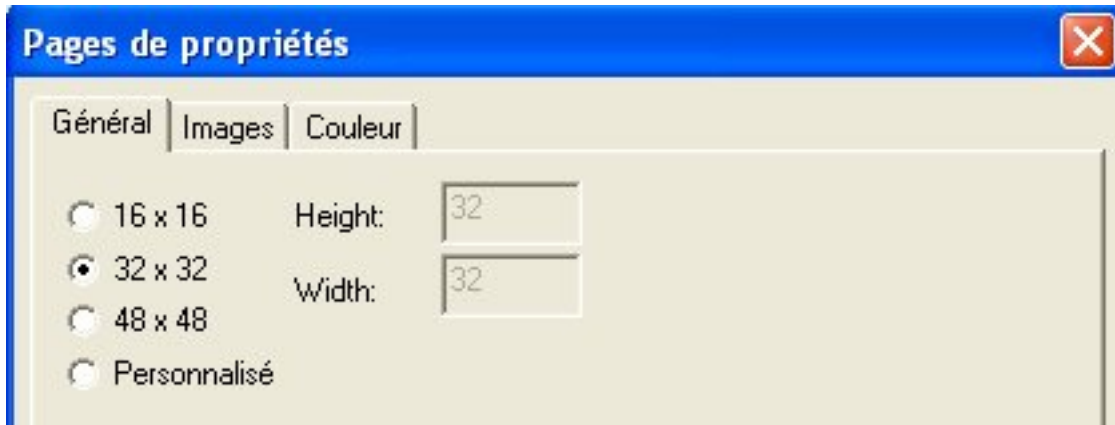 Pages de propriétés
Général Images Couleur
16 x 16 Height: 32
32 x 32
Width: 32
48 x 48
Personnalisé